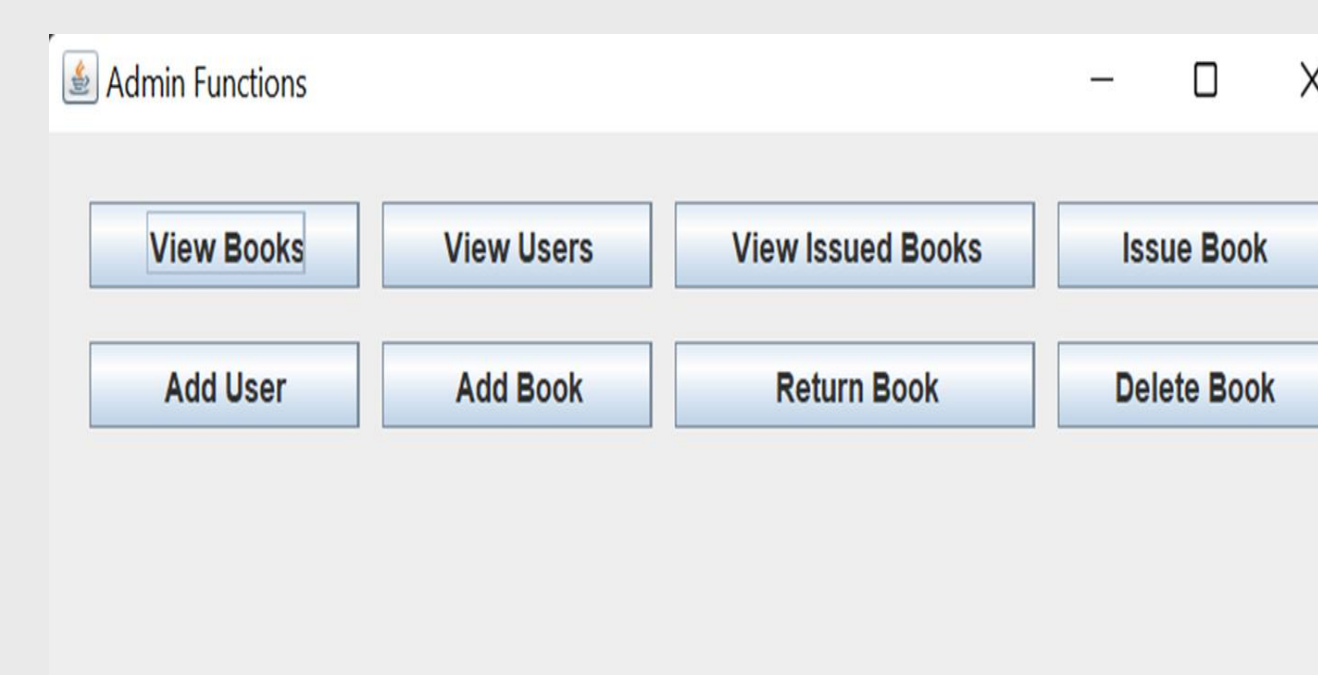 Admin Functions
View Books View Users View Issued Books Issue Book
Add User Add Book Return Book Delete Book